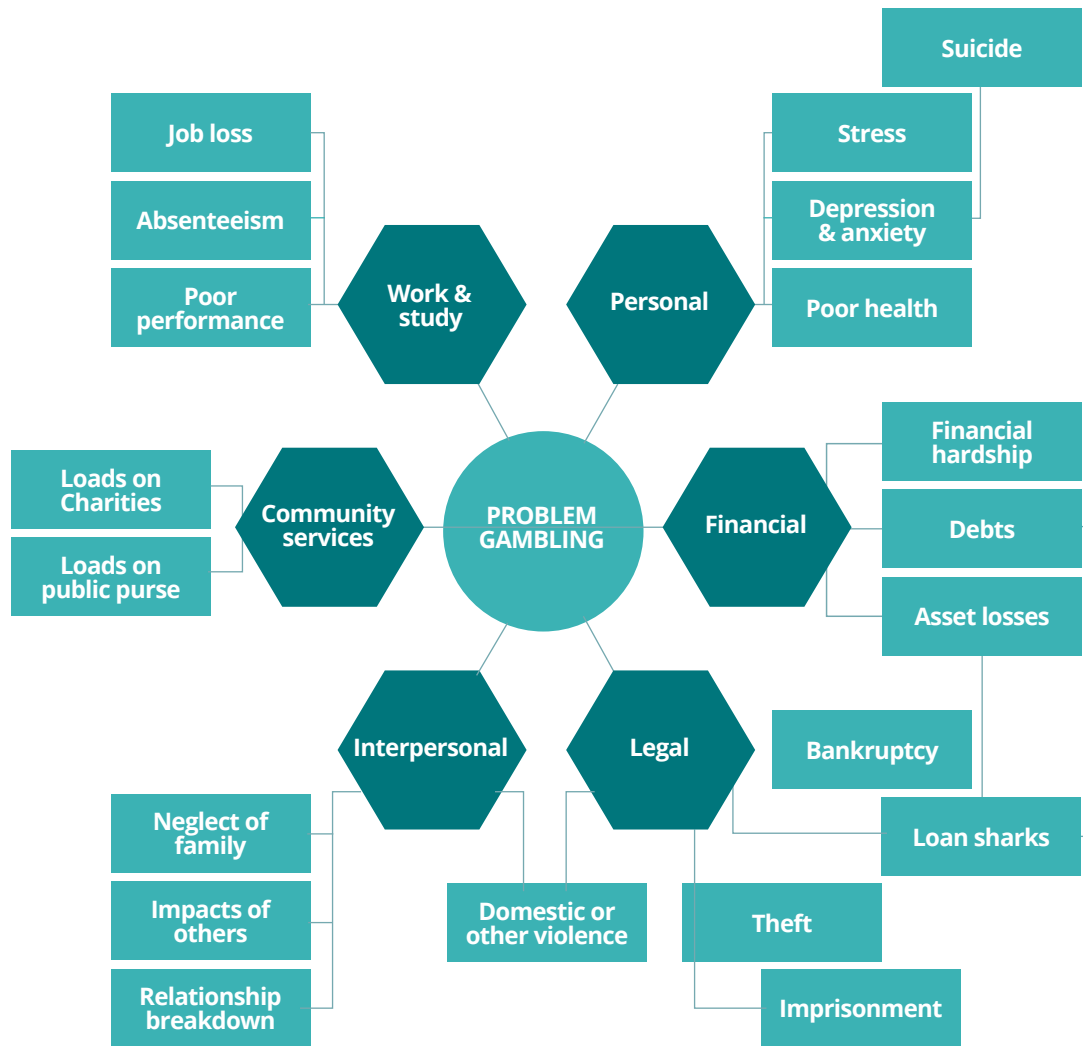 Suicide
Job loss
Stress
Absenteeism
Depression
& anxiety
Poor
performance
Work &
study
Personal
Poor health
Financial
hardship
Loads on
Charities
Community
services
PROBLEM
GAMBLING
Financial
Debts
Loads on
public purse
Asset losses
Interpersonal
Legal
Bankruptcy
Neglect of
family
Loan sharks
Impacts of
others
Domestic or
other violence
Theft
Relationship
breakdown
Imprisonment